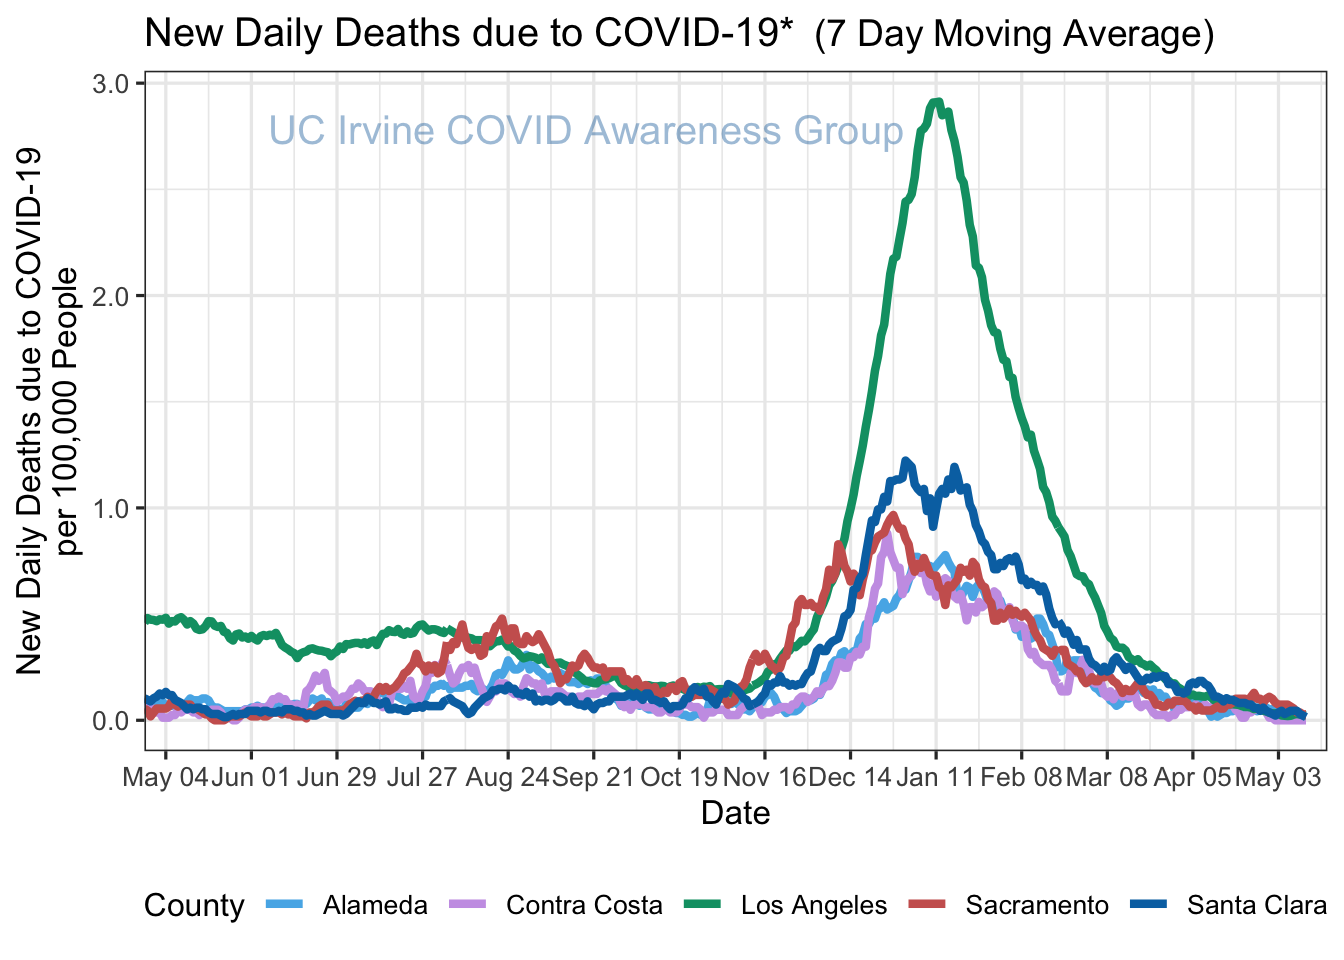 New Daily Deaths due to COVID-19* (7 Day Moving Average)
UC Irvine COVID Awareness Group
New Daily Deaths due to COVID-19
per 100,000 People
3.0
2.0
1.0
0.0
May 04 Jun 01 Jun 29 Jul 27 Aug 24 Sep 21 Oct 19 Nov 16 Dec 14 Jan 11 Feb 08 Mar 08 Apr 05 May 03
Date
County Alameda Contra Costa Los Angeles Sacramento Santa Clara